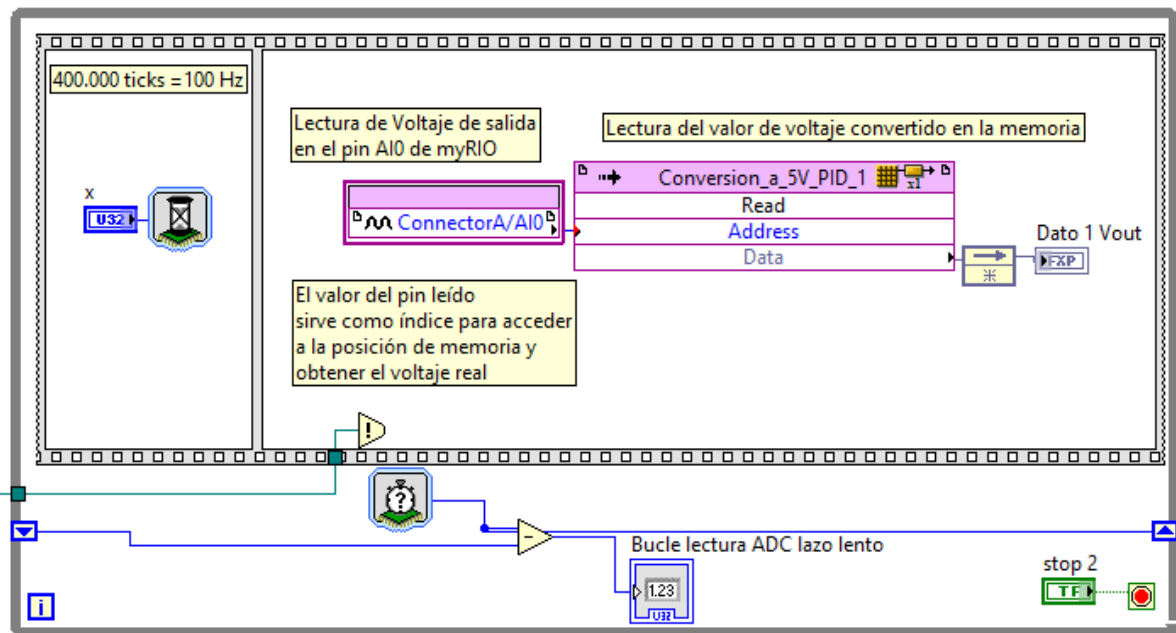 400.000 ticks =100 Hz
x
U32
Lectura de Voltaje de salida
en el pin AI0 de myRIO
ConnectorA/AI0
Lectura del valor de voltaje convertido en la memoria
Conversion_a_5V_PID_1
x1
Read
Address
Data
Dato 1 Vout
FXP
El valor del pin leído
sirve como índice para acceder
a la posición de memoria y
obtener el voltaje real
!
?
-
Bucle lectura ADC lazo lento
1.23
U32
stop 2
TF
i